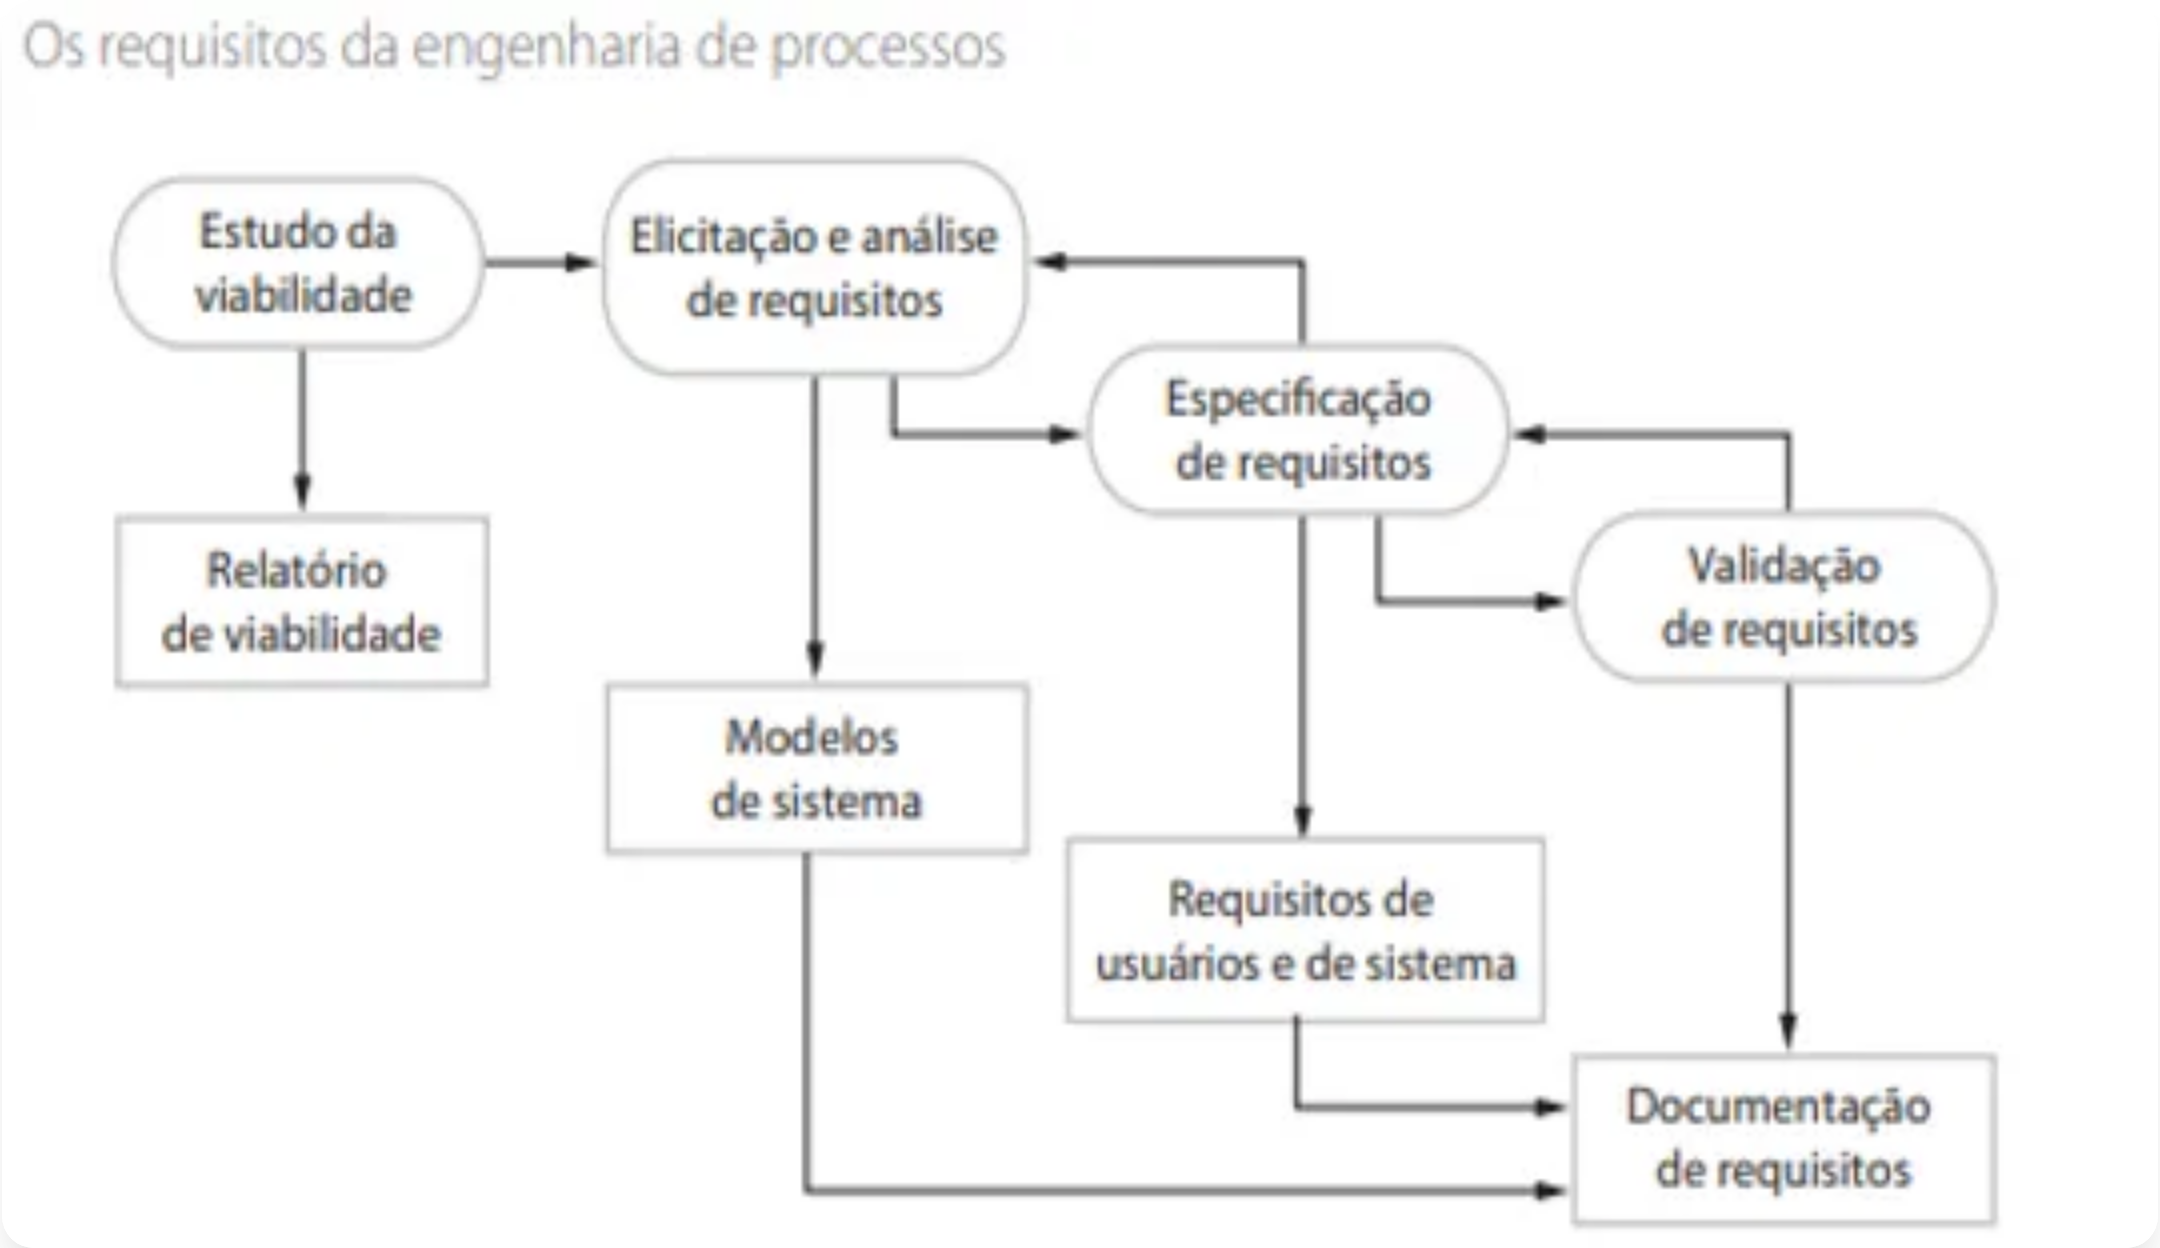 Os requisitos da engenharia de processos
Estudo da
viabilidade
Elicitação e análise
de requisitos
Especificação
de requisitos
Validação
de requisitos
Relatório
de viabilidade
Modelos
de sistema
Requisitos de
usuários e de sistema
Documentação
de requisitos